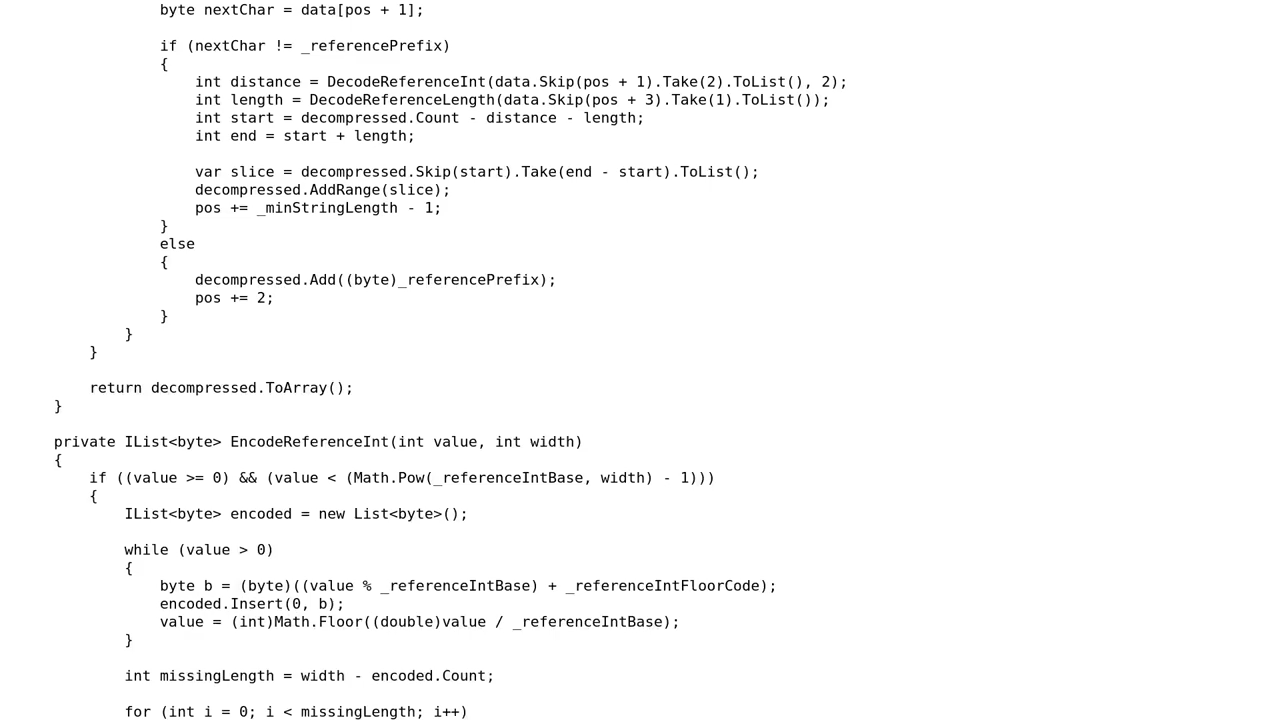 byte nextChar = data[pos + 1];
if (nextChar != _referencePrefix)
{
int distance = DecodeReferenceInt(data.Skip(pos + 1).Take(2).ToList(), 2);
int length = DecodeReferenceLength(data.Skip(pos + 3).Take(1).ToList());
int start = decompressed.Count - distance - length;
int end = start + length;
var slice = decompressed.Skip(start).Take(end - start).ToList();
decompressed.AddRange(slice);
pos += _minStringLength - 1;
}
else
{
decompressed.Add((byte)_referencePrefix);
pos += 2;
}
}
}
return decompressed.ToArray();
}
private IList<byte> EncodeReferenceInt(int value, int width)
{
if ((value >= 0) && (value < (Math.Pow(_referenceIntBase, width) - 1)))
{
IList<byte> encoded = new List<byte>();
while (value > 0)
{
byte b = (byte)((value % _referenceIntBase) + _referenceIntFloorCode);
encoded.Insert(0, b);
value = (int)Math.Floor((double)value / _referenceIntBase);
}
int missingLength = width - encoded.Count;
for (int i = 0; i < missingLength; i++)